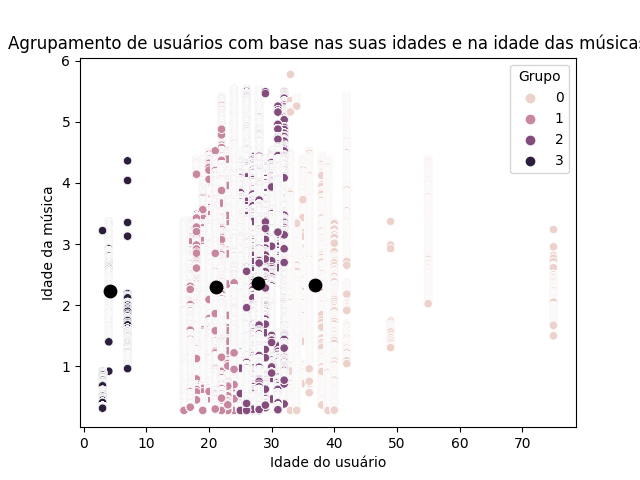 Agrupamento de usuários com base nas suas idades e na idade das músicas
Grupo
0
1
2
3
6
5
4
3
2
1
Idade da música
0 10 20 30 40 50 60 70
Idade do usuário